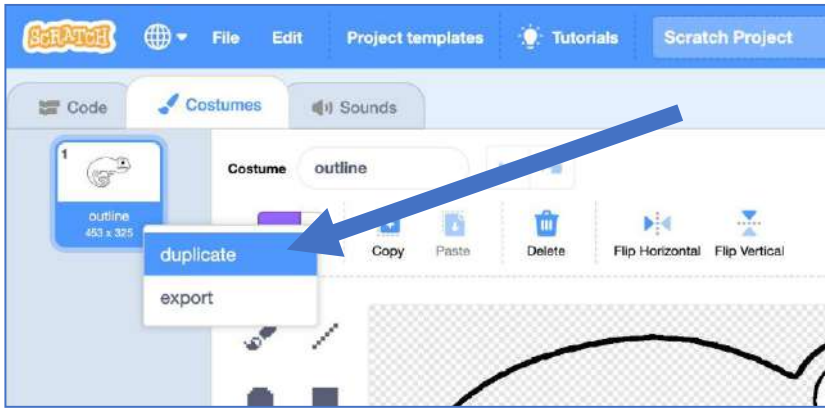 SCRATCH File Edit Project templates Tutorials Scratch Project
Code Costumes Sounds
1
Costume outline
outline
453 x 325
Copy Paste Delete Flip Horizontal Flip Vertical
duplicate
export